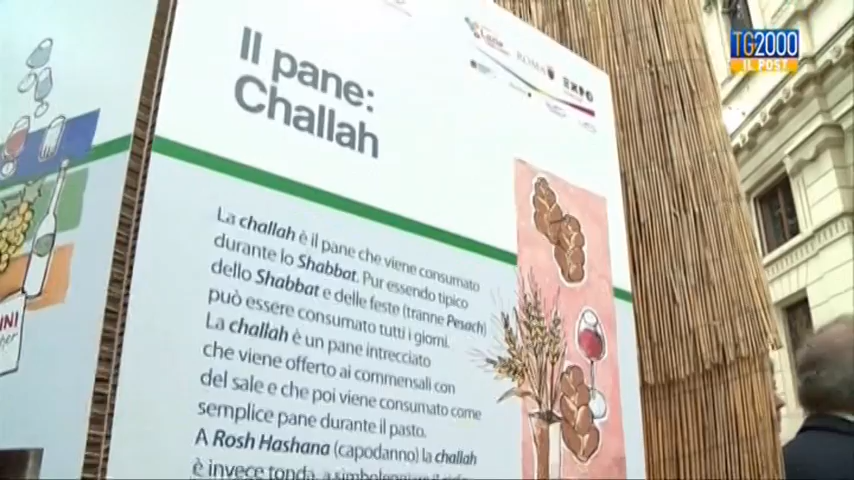 TG2000
IL POST
ROMA
EXPO
Il pane:
Challah
La challah è il pane che viene consumato
durante lo Shabbat. Pur essendo tipico
dello Shabbat e delle feste (tranne Pesach)
può essere consumato tutti i giorni.
La challah è un pane intrecciato
che viene offerto ai commensali con
del sale e che poi viene consumato come
semplice pane durante il pasto.
A Rosh Hashana (capodanno) la challah
è invece tonda, a simboleggiare il
NI